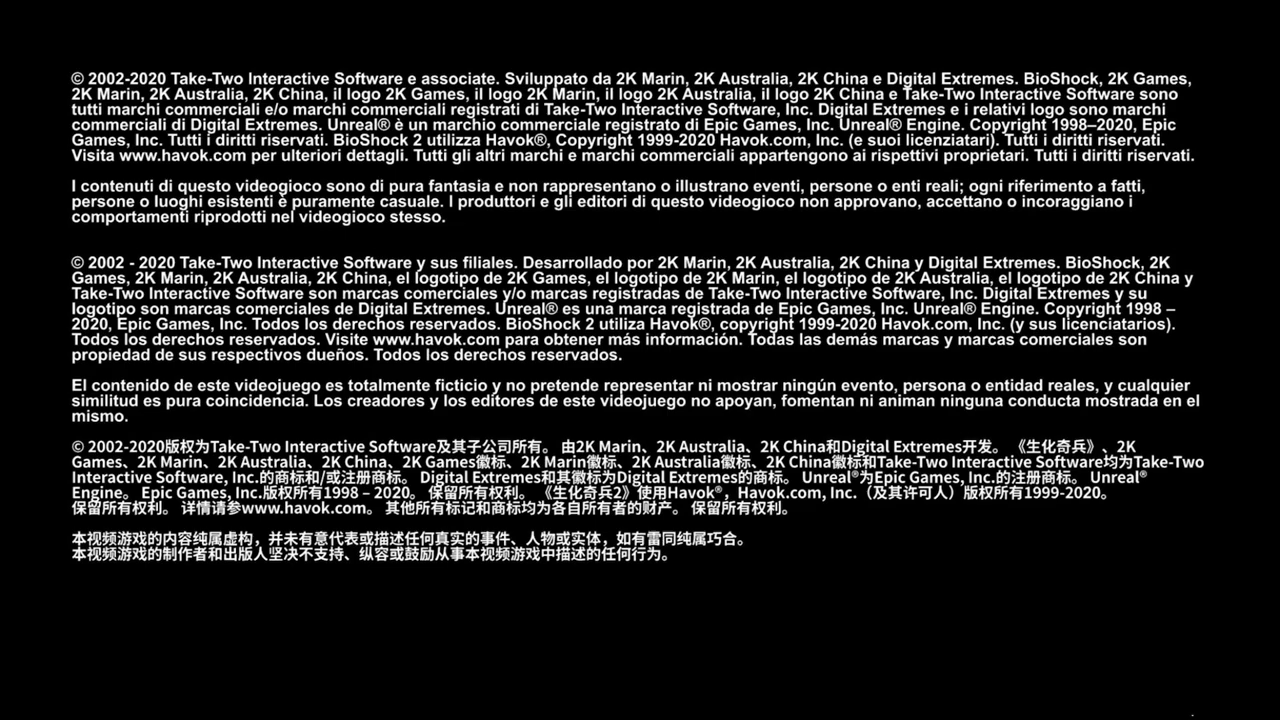 © 2002-2020 Take-Two Interactive Software e associate. Sviluppato da 2K Marin, 2K Australia, 2K China e Digital Extremes. BioShock, 2K Games,
2K Marin, 2K Australia, 2K China, il logo 2K Games, il logo 2K Marin, il logo 2K Australia, il logo 2K China e Take-Two Interactive Software sono
tutti marchi commerciali e/o marchi commerciali registrati di Take-Two Interactive Software, Inc. Digital Extremes e i relativi logo sono marchi
commerciali di Digital Extremes. Unreal® è un marchio commerciale registrato di Epic Games, Inc. Unreal® Engine. Copyright 1998–2020, Epic
Games, Inc. Tutti i diritti riservati. BioShock 2 utilizza Havok®, Copyright 1999-2020 Havok.com, Inc. (e suoi licenziatari). Tutti i diritti riservati.
Visita www.havok.com per ulteriori dettagli. Tutti gli altri marchi e marchi commerciali appartengono ai rispettivi proprietari. Tutti i diritti riservati.
I contenuti di questo videogioco sono di pura fantasia e non rappresentano o illustrano eventi, persone o enti reali; ogni riferimento a fatti,
persone o luoghi esistenti è puramente casuale. I produttori e gli editori di questo videogioco non approvano, accettano o incoraggiano i
comportamenti riprodotti nel videogioco stesso.
© 2002 - 2020 Take-Two Interactive Software y sus filiales. Desarrollado por 2K Marin, 2K Australia, 2K China y Digital Extremes. BioShock, 2K
Games, 2K Marin, 2K Australia, 2K China, el logotipo de 2K Games, el logotipo de 2K Marin, el logotipo de 2K Australia, el logotipo de 2K China y
Take-Two Interactive Software son marcas comerciales y/o marcas registradas de Take-Two Interactive Software, Inc. Digital Extremes y su
logotipo son marcas comerciales de Digital Extremes. Unreal® es una marca registrada de Epic Games, Inc. Unreal® Engine. Copyright 1998 –
2020, Epic Games, Inc. Todos los derechos reservados. BioShock 2 utiliza Havok®, copyright 1999-2020 Havok.com, Inc. (y sus licenciatarios).
Todos los derechos reservados. Visite www.havok.com para obtener más información. Todas las demás marcas y marcas comerciales son
propiedad de sus respectivos dueños. Todos los derechos reservados.
El contenido de este videojuego es totalmente ficticio y no pretende representar ni mostrar ningún evento, persona o entidad reales, y cualquier
similitud es pura coincidencia. Los creadores y los editores de este videojuego no apoyan, fomentan ni animan ninguna conducta mostrada en el
mismo.
© 2002-2020版权为Take-Two Interactive Software及其子公司所有。 由2K Marin、2K Australia、2K China和Digital Extremes开发。 《生化奇兵》、2K
Games、2K Marin、2K Australia、2K China、2K Games徽标、2K Marin徽标、2K Australia徽标、2K China徽标和Take-Two Interactive Software均为Take-Two
Interactive Software, Inc.的商标和/或注册商标。 Digital Extremes和其徽标为Digital Extremes的商标。 Unreal®为Epic Games, Inc.的注册商标。 Unreal®
Engine。 Epic Games, Inc.版权所有1998 – 2020。 保留所有权利。 《生化奇兵2》使用Havok®，Havok.com, Inc.（及其许可人）版权所有1999-2020。
保留所有权利。 详情请参www.havok.com。 其他所有标记和商标均为各自所有者的财产。 保留所有权利。
本视频游戏的内容纯属虚构，并未有意代表或描述任何真实的事件、人物或实体，如有雷同纯属巧合。
本视频游戏的制作者和出版人坚决不支持、纵容或鼓励从事本视频游戏中描述的任何行为。